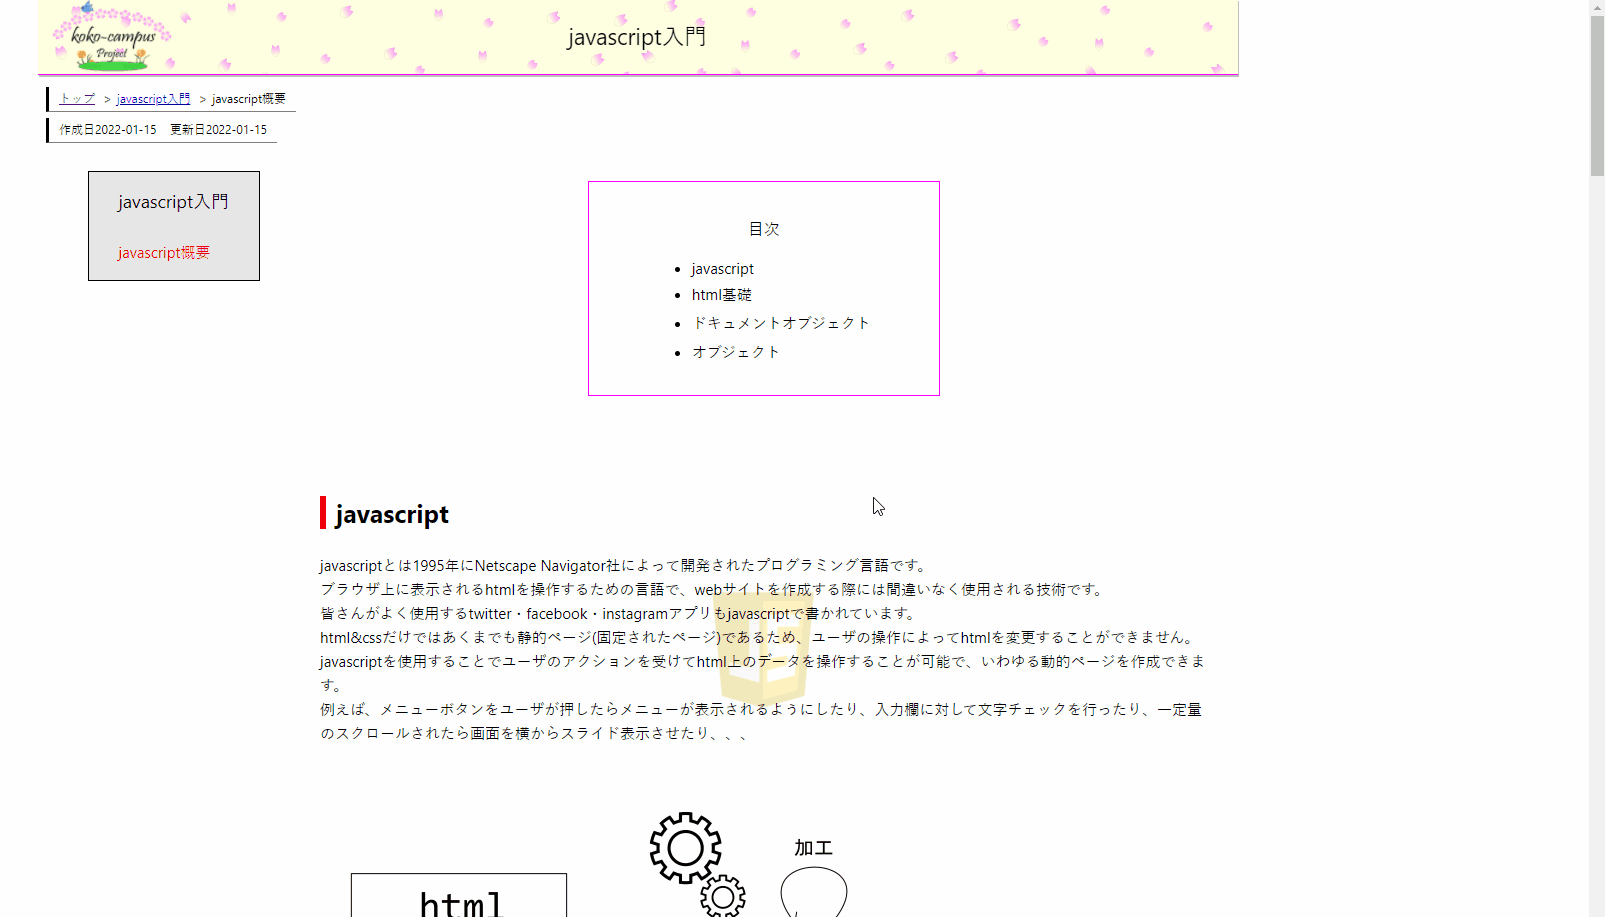 koko~campus
Project
javascript入門
トップ > javascript入門 > javascript概要
作成日2022-01-15 更新日2022-01-15
javascript入門
javascript概要
目次
javascript
html基礎
ドキュメントオブジェクト
オブジェクト
javascript
javascriptとは1995年にNetscape Navigator社によって開発されたプログラミング言語です。
ブラウザ上に表示されるhtmlを操作するための言語で、webサイトを作成する際には間違いなく使用される技術です。
皆さんがよく使用するtwitter・facebook・instagramアプリもjavascriptで書かれています。
html&cssだけではあくまでも静的ページ(固定されたページ)であるため、ユーザの操作によってhtmlを変更することができません。
javascriptを使用することでユーザのアクションを受けてhtml上のデータを操作することが可能で、いわゆる動的ページを作成できま
す。
例えば、メニューボタンをユーザが押したらメニューが表示されるようにしたり、入力欄に対して文字チェックを行ったり、一定量
のスクロールされたら画面を横からスライド表示させたり、、、
加工
html